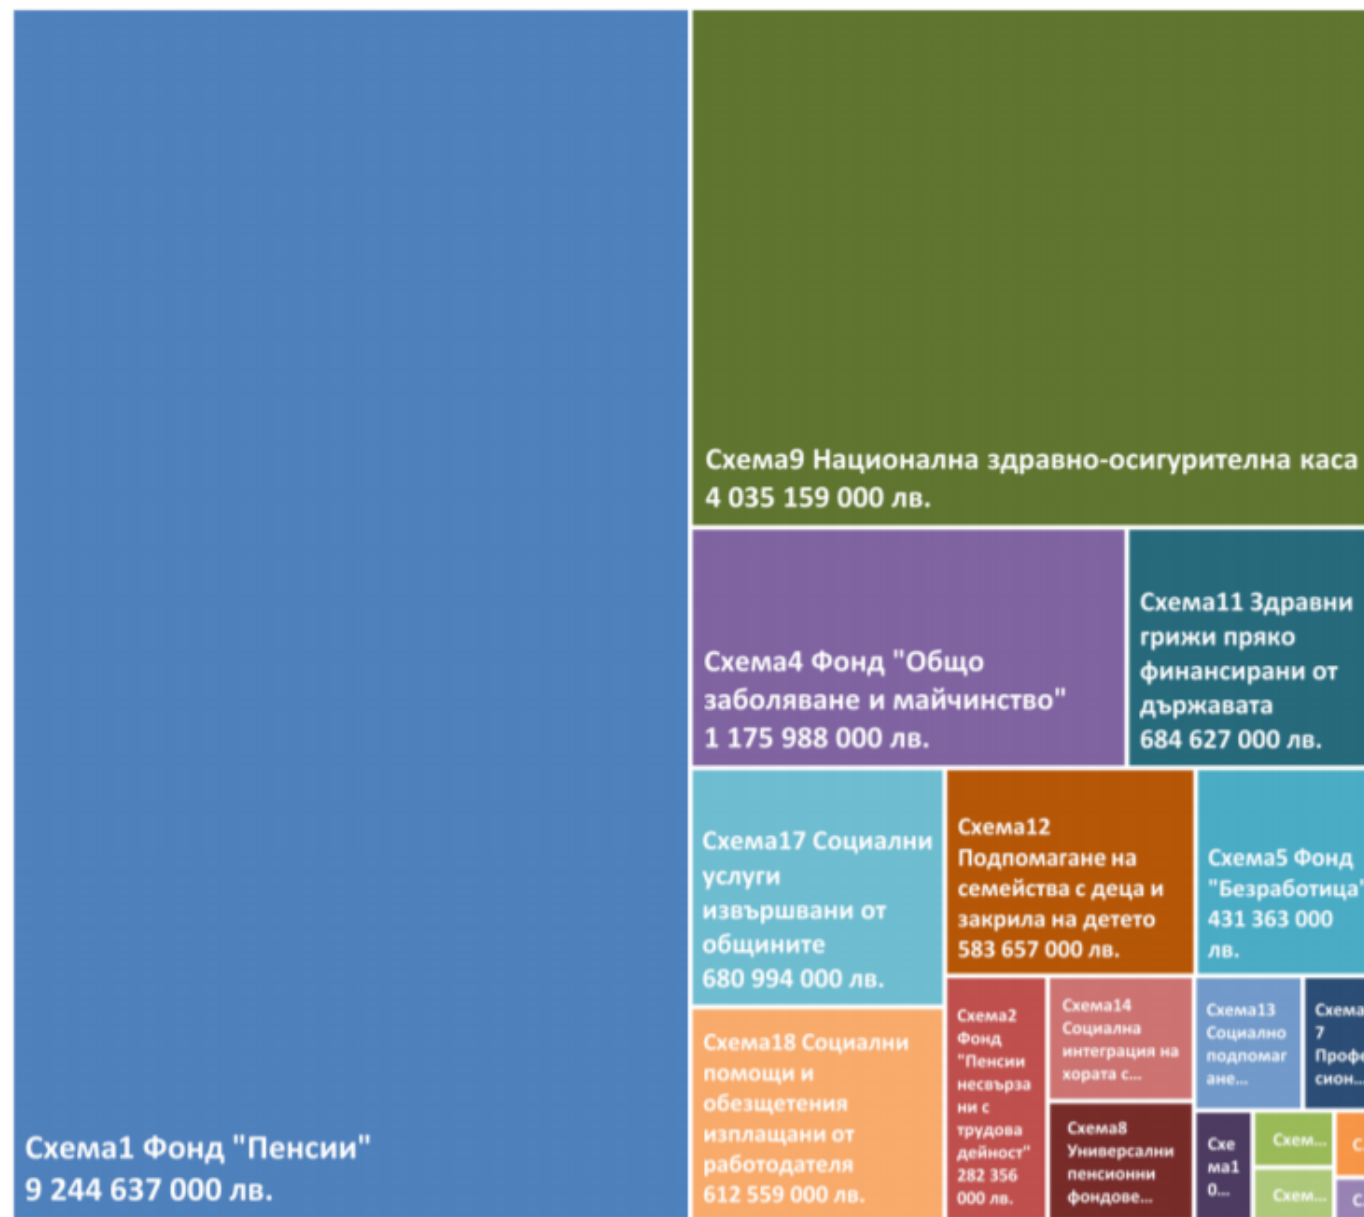 Схема1 Фонд "Пенсии"
9 244 637 000 лв.
Схема9 Национална здравно-осигурителна каса
4 035 159 000 лв.
Схема4 Фонд "Общо
заболяване и майчинство"
1 175 988 000 лв.
Схема11 Здравни
грижи пряко
финансирани от
държавата
684 627 000 лв.
Схема17 Социални
услуги
извършвани от
общините
680 994 000 лв.
Схема12
Подпомагане на
семейства с деца и
закрила на детето
583 657 000 лв.
Схема5 Фонд
"Безработица"
431 363 000
лв.
Схема18 Социални
помощи и
обезщетения
изплащани от
работодателя
612 559 000 лв.
Схема2
Фонд
"Пенсии
несвърза
ни с
трудова
дейност"
282 356
000 лв.
Схема14
Социална
интеграция на
хората с...
Схема8
Универсални
пенсионни
фондове...
Схема13
Социално
подпомаг
ане...
Схема
7
Профе
сион...
Схе
ма1
0...
Схем...
Схем...
С
С